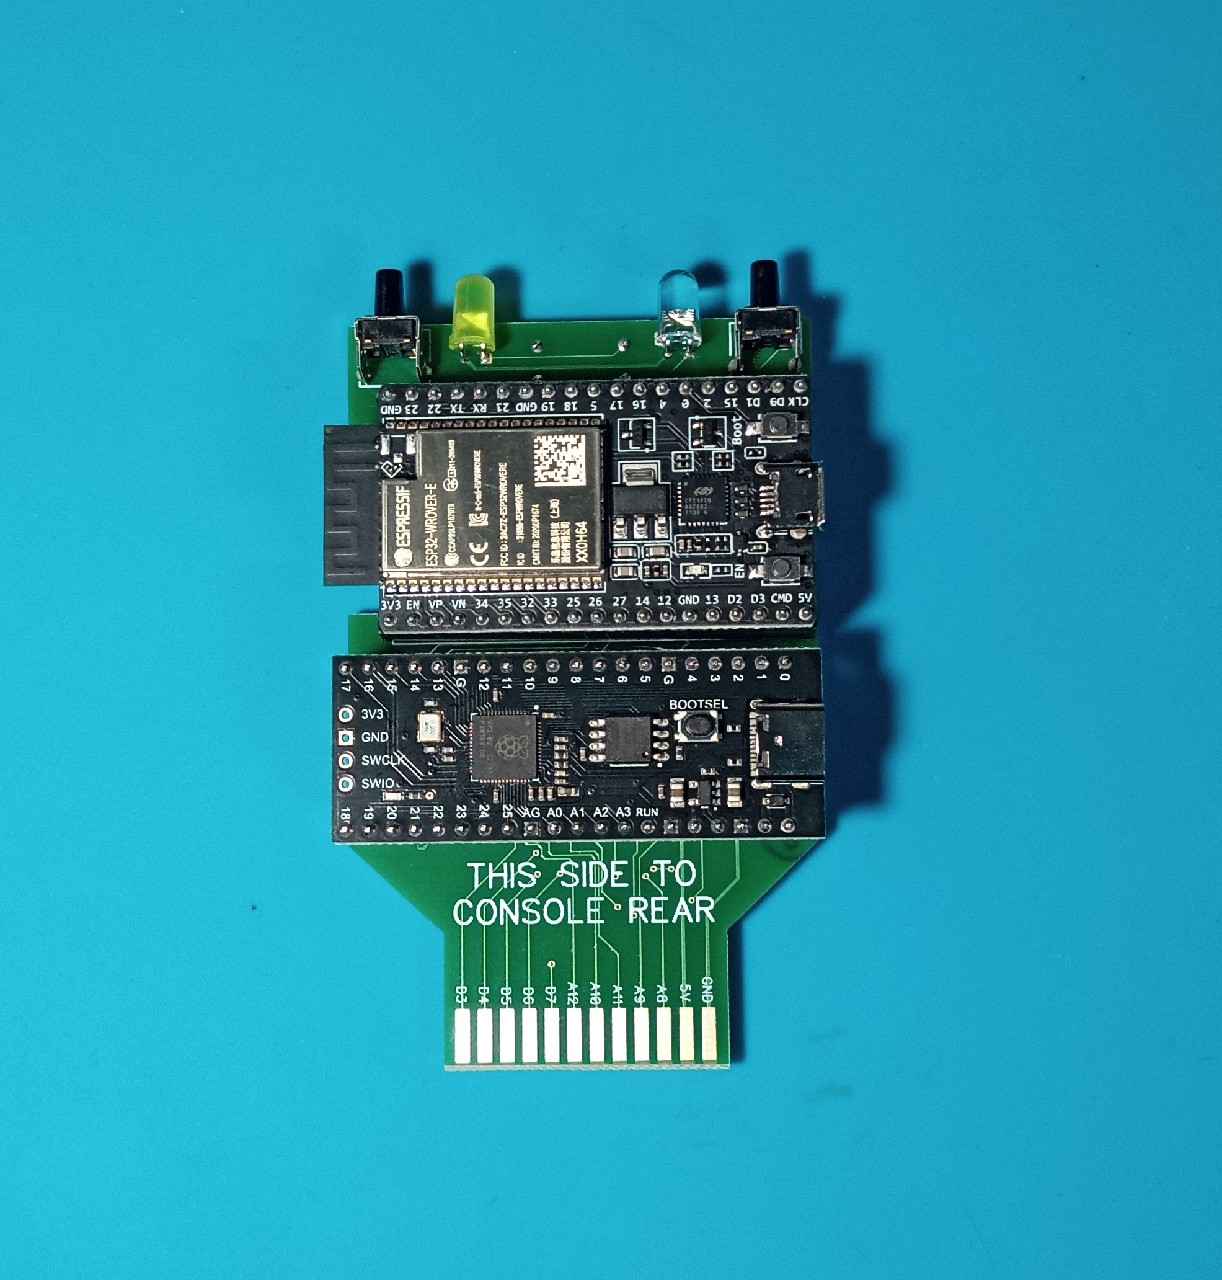 GND 23 22 TX RX 21 GND 19 18 5 17 16 4 0 2 15 D1 D0 CLK
Boot
ESPRESSIF
ESP32-WROVER-E
CE
FCC ID : 2AC7Z-ESP32WROVERE
XX0H64
EN
3V3 EN VP VN 34 35 32 33 25 26 27 14 12 GND 13 D2 D3 CMD 5V
17 16 15 14 13 G 12 11 10 9 8 7 6 5 G 4 3 2 1 0
BOOTSEL
3V3
GND
SWCLK
SWIO
18 19 20 21 22 23 24 25 AG A0 A1 A2 A3 RUN
THIS SIDE TO
CONSOLE REAR
D3 D4 D5 D6 D7 A12 A10 A11 A9 A8 5V GND